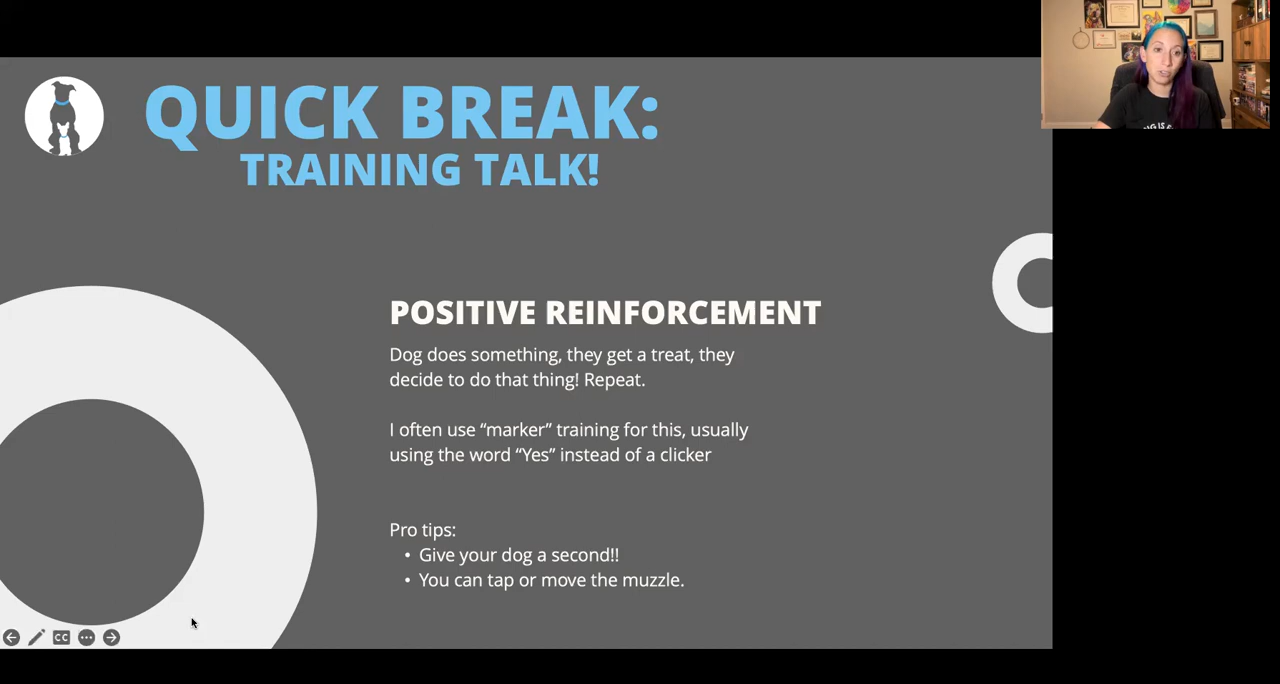 QUICK BREAK:
TRAINING TALK!
POSITIVE REINFORCEMENT
Dog does something, they get a treat, they
decide to do that thing! Repeat.
I often use “marker” training for this, usually
using the word “Yes” instead of a clicker
Pro tips:
• Give your dog a second!!
• You can tap or move the muzzle.
CC